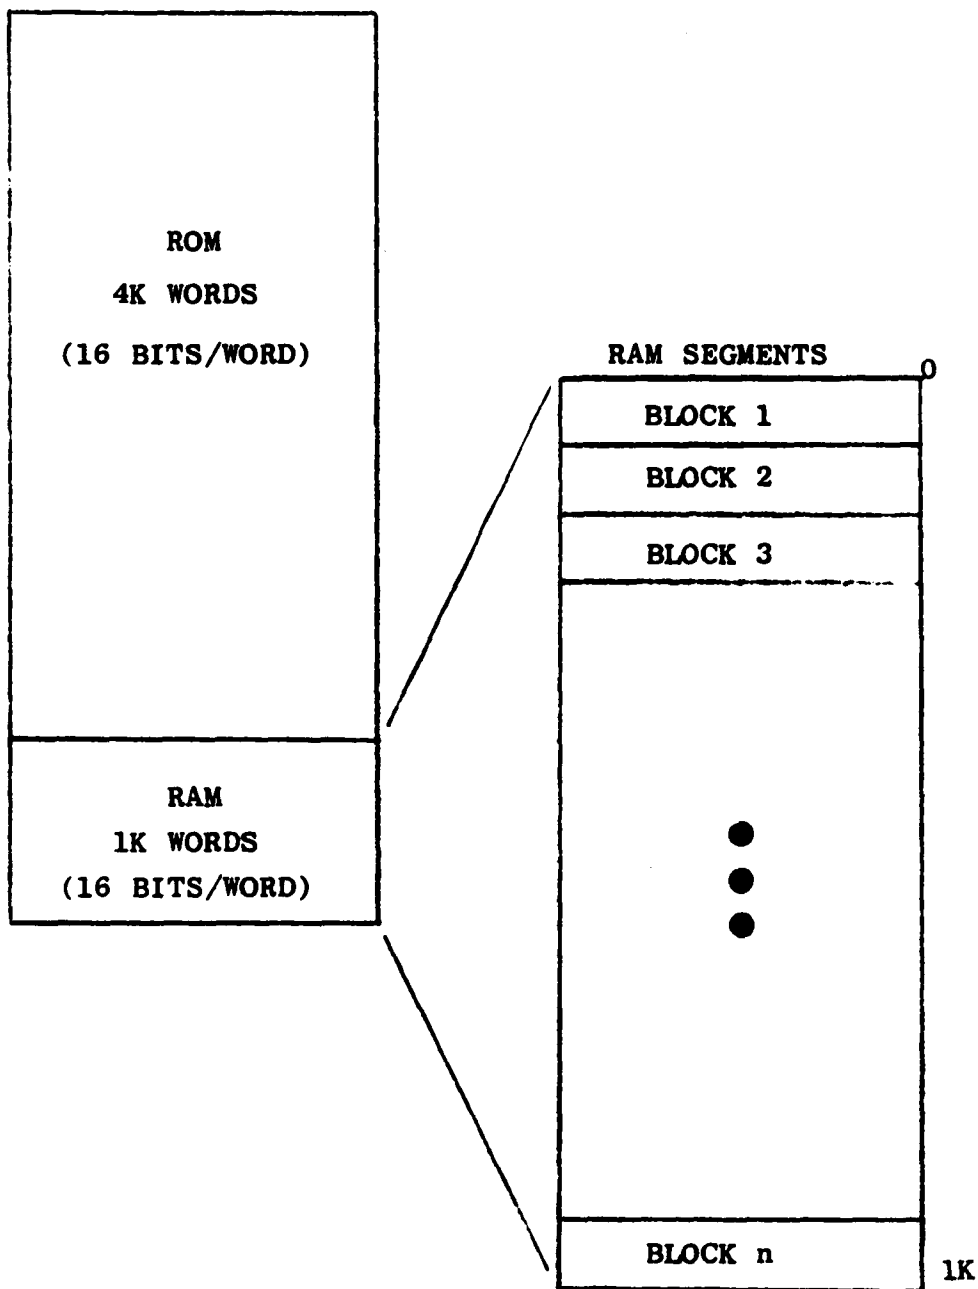 ROM
4K WORDS
(16 BITS/WORD)
RAM
1K WORDS
(16 BITS/WORD)
RAM SEGMENTS
0
BLOCK 1
BLOCK 2
BLOCK 3
BLOCK n
1K